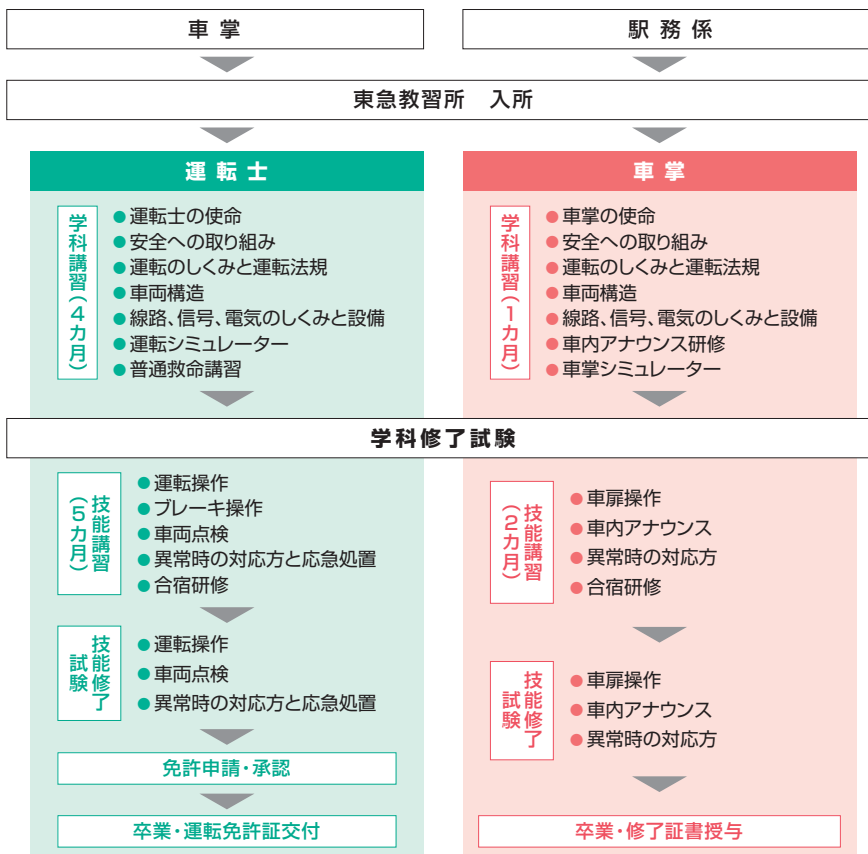 車掌
駅務係
東急教習所 入所
運転士
学科講習(4カ月)
●運転士の使命
●安全への取り組み
●運転のしくみと運転法規
●車両構造
●線路、信号、電気のしくみと設備
●運転シミュレーター
●普通救命講習
車掌
学科講習(1カ月)
●車掌の使命
●安全への取り組み
●運転のしくみと運転法規
●車両構造
●線路、信号、電気のしくみと設備
●車内アナウンス研修
●車掌シミュレーター
学科修了試験
技能講習
(5カ月)
●運転操作
●ブレーキ操作
●車両点検
●異常時の対応方と応急処置
●合宿研修
技能修了
試験
●運転操作
●車両点検
●異常時の対応方と応急処置
免許申請・承認
卒業・運転免許証交付
技能講習
(2カ月)
●車扉操作
●車内アナウンス
●異常時の対応方
●合宿研修
技能修了
試験
●車扉操作
●車内アナウンス
●異常時の対応方
卒業・修了証書授与